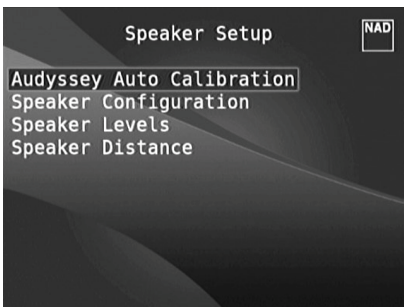 Speaker Setup
NAD
Audyssey Auto Calibration
Speaker Configuration
Speaker Levels
Speaker Distance